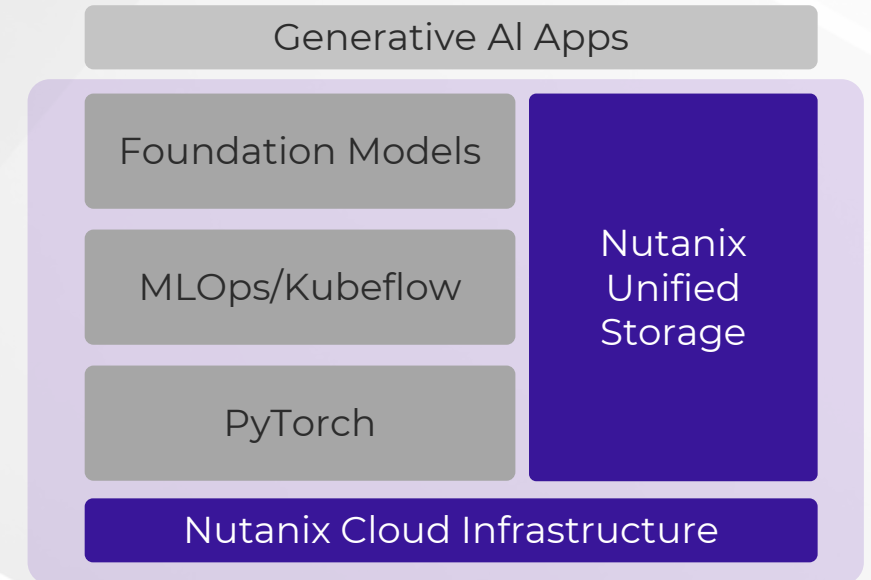 Generative AI Apps
Foundation Models
MLOps/Kubeflow
PyTorch
Nutanix
Unified
Storage
Nutanix Cloud Infrastructure